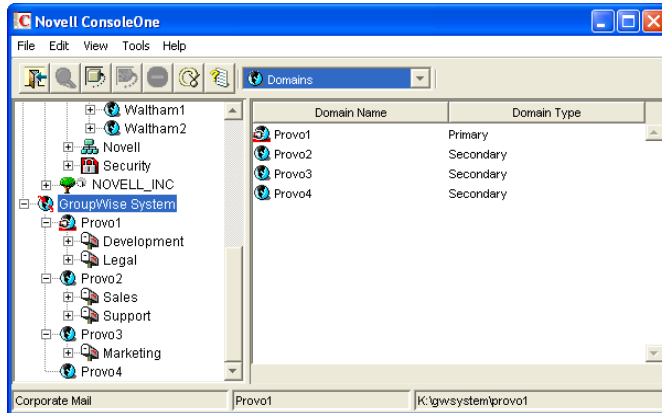 Novell ConsoleOne
File Edit View Tools Help
Domains
Waltham1
Waltham2
Novell
Security
NOVELL_INC
GroupWise System
Provo1
Development
Legal
Provo2
Sales
Support
Provo3
Marketing
Provo4
Domain Name Domain Type
Provo1 Primary
Provo2 Secondary
Provo3 Secondary
Provo4 Secondary
Corporate Mail Provo1 K:\gwsystem\provo1